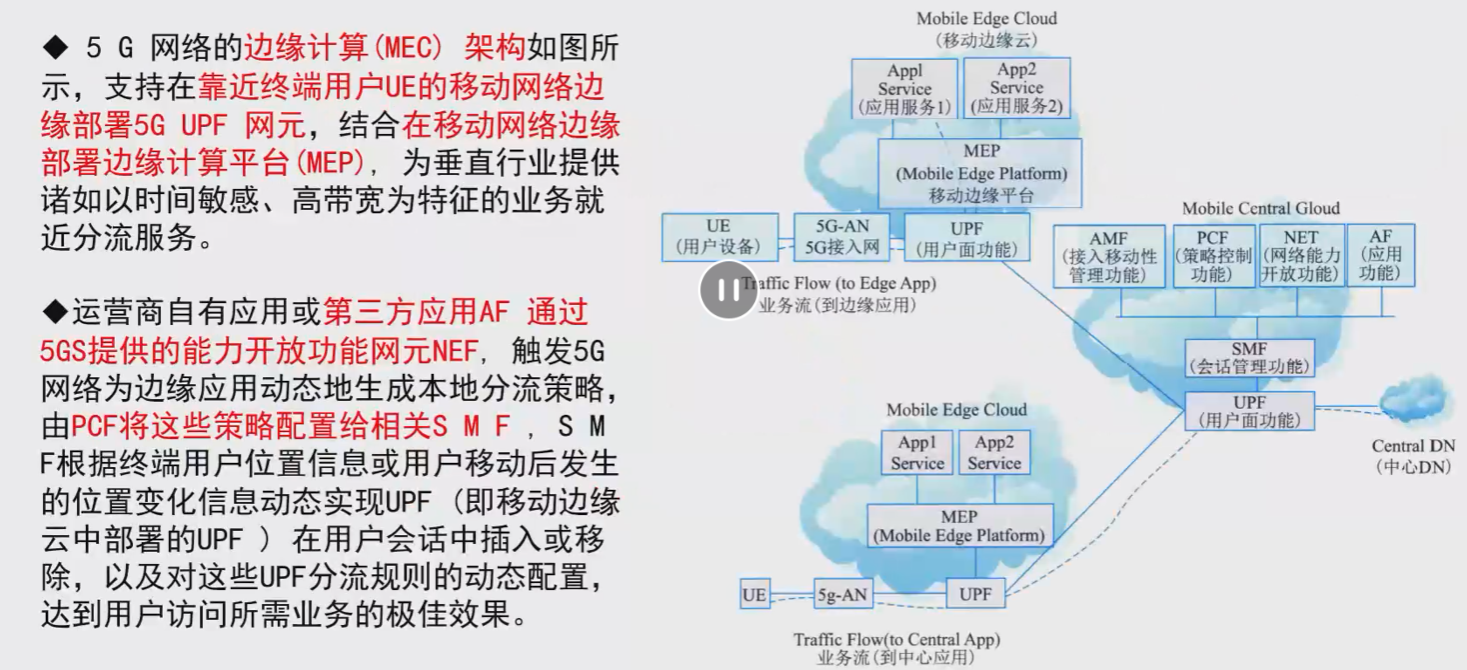 ◆ 5 G 网络的边缘计算(MEC) 架构如图所
示，支持在靠近终端用户UE的移动网络边
缘部署5G UPF 网元，结合在移动网络边缘
部署边缘计算平台(MEP)，为垂直行业提供
诸如以时间敏感、高带宽为特征的业务就
近分流服务。
◆运营商自有应用或第三方应用AF 通过
5GS提供的能力开放功能网元NEF，触发5G
网络为边缘应用动态地生成本地分流策略，
由PCF将这些策略配置给相关S M F ，S M
F根据终端用户位置信息或用户移动后发生
的位置变化信息动态实现UPF（即移动边缘
云中部署的UPF ）在用户会话中插入或移
除，以及对这些UPF分流规则的动态配置，
达到用户访问所需业务的极佳效果。
Mobile Edge Cloud
(移动边缘云)
App1
Service
(应用服务1)
App2
Service
(应用服务2)
MEP
(Mobile Edge Platform)
移动边缘平台
UE
(用户设备)
5G-AN
5G接入网
UPF
(用户面功能)
Traffic Flow (to Edge App)
业务流(到边缘应用)
Mobile Central Gloud
AMF
(接入移动性
管理功能)
PCF
(策略控制
功能)
NET
(网络能力
开放功能)
AF
(应用
功能)
SMF
(会话管理功能)
UPF
(用户面功能)
Central DN
(中心DN)
Mobile Edge Cloud
App1
Service
App2
Service
MEP
(Mobile Edge Platform)
UE
5g-AN
UPF
Traffic Flow(to Central App)
业务流(到中心应用)